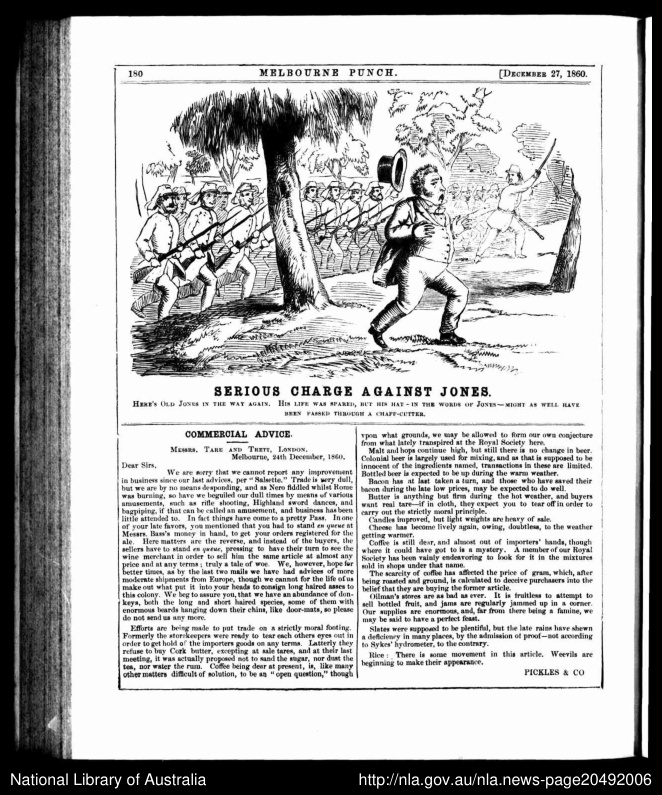 180
MELBOURNE PUNCH.
[DECEMBER 27, 1860.
SERIOUS CHARGE AGAINST JONES.
HERE'S OLD JONES IN THE WAY AGAIN. HIS LIFE WAS SPARED, BUT HIS HAT—IN THE WORDS OF JONES—MIGHT AS WELL HAVE
BEEN PASSED THROUGH A CHAFF-CUTTER.
COMMERCIAL ADVICE.
MESSRS. TARE AND TRETT, LONDON.
Melbourne, 24th December, 1860.
Dear Sirs,
We are sorry that we cannot report any improvement
in business since our last advices, per "Salsette." Trade is very dull,
but we are by no means desponding, and as Nero fiddled whilst Rome
was burning, so have we beguiled our dull times by means of various
amusements, such as rifle shooting, Highland sword dances, and
bagpiping, if that can be called an amusement, and business has been
little attended to. In fact things have come to a pretty Pass. In one
of your late favors, you mentioned that you had to stand en queue at
Messrs. Bass's money in hand, to get your orders registered for the
ale. Here matters are the reverse, and instead of the buyers, the
sellers have to stand en queue, pressing to have their turn to see the
wine merchant in order to sell him the same article at almost any
price and at any terms; truly a tale of woe. We, however, hope for
better times, as by the last two mails we have had advices of more
moderate shipments from Europe, though we cannot for the life of us
make out what put it into your heads to consign long haired asses to
this colony. We beg to assure you, that we have an abundance of don-
keys, both the long and short haired species, some of them with
enormous beards hanging down their chins, like door-mats, so please
do not send us any more.
Efforts are being made to put trade on a strictly moral footing.
Formerly the storekeepers were ready to tear each others eyes out in
order to get hold of the importers goods on any terms. Latterly they
refuse to buy Cork butter, excepting at sale tares, and at their last
meeting, it was actually proposed not to sand the sugar, nor dust the
tea, nor water the rum. Coffee being dear at present, is, like many
other matters difficult of solution, to be an "open question," though
upon what grounds, we may be allowed to form our own conjecture
from what lately transpired at the Royal Society here.
Malt and hops continue high, but still there is no change in beer.
Colonial beer is largely used for mixing, and as that is supposed to be
innocent of the ingredients named, transactions in these are limited.
Bottled beer is expected to be up during the warm weather.
Bacon has at last taken a turn, and those who have saved their
bacon during the late low prices, may be expected to do well.
Butter is anything but firm during the hot weather, and buyers
want real tare—if in cloth, they expect you to tear off in order to
carry out the strictly moral principle.
Candles improved, but light weights are heavy of sale.
Cheese has become lively again, owing, doubtless, to the weather
getting warmer.
Coffee is still dear, and almost out of importers' hands, though
where it could have got to is a mystery. A member of our Royal
Society has been vainly endeavoring to look for it in the mixtures
sold in shops under that name.
The scarcity of coffee has affected the price of gram, which, after
being roasted and ground, is calculated to deceive purchasers into the
belief that they are buying the former article.
Oilman's stores are as bad as ever. It is fruitless to attempt to
sell bottled fruit, and jams are regularly jammed up in a corner.
Our supplies are enormous, and, far from there being a famine, we
may be said to have a perfect feast.
Slates were supposed to be plentiful, but the late rains have shewn
a deficiency in many places, by the admission of proof—not according
to Sykes' hydrometer, to the contrary.
Rice: There is some movement in this article. Weevils are
beginning to make their appearance.
PICKLES & CO
National Library of Australia
http://nla.gov.au/nla.news-page20492006